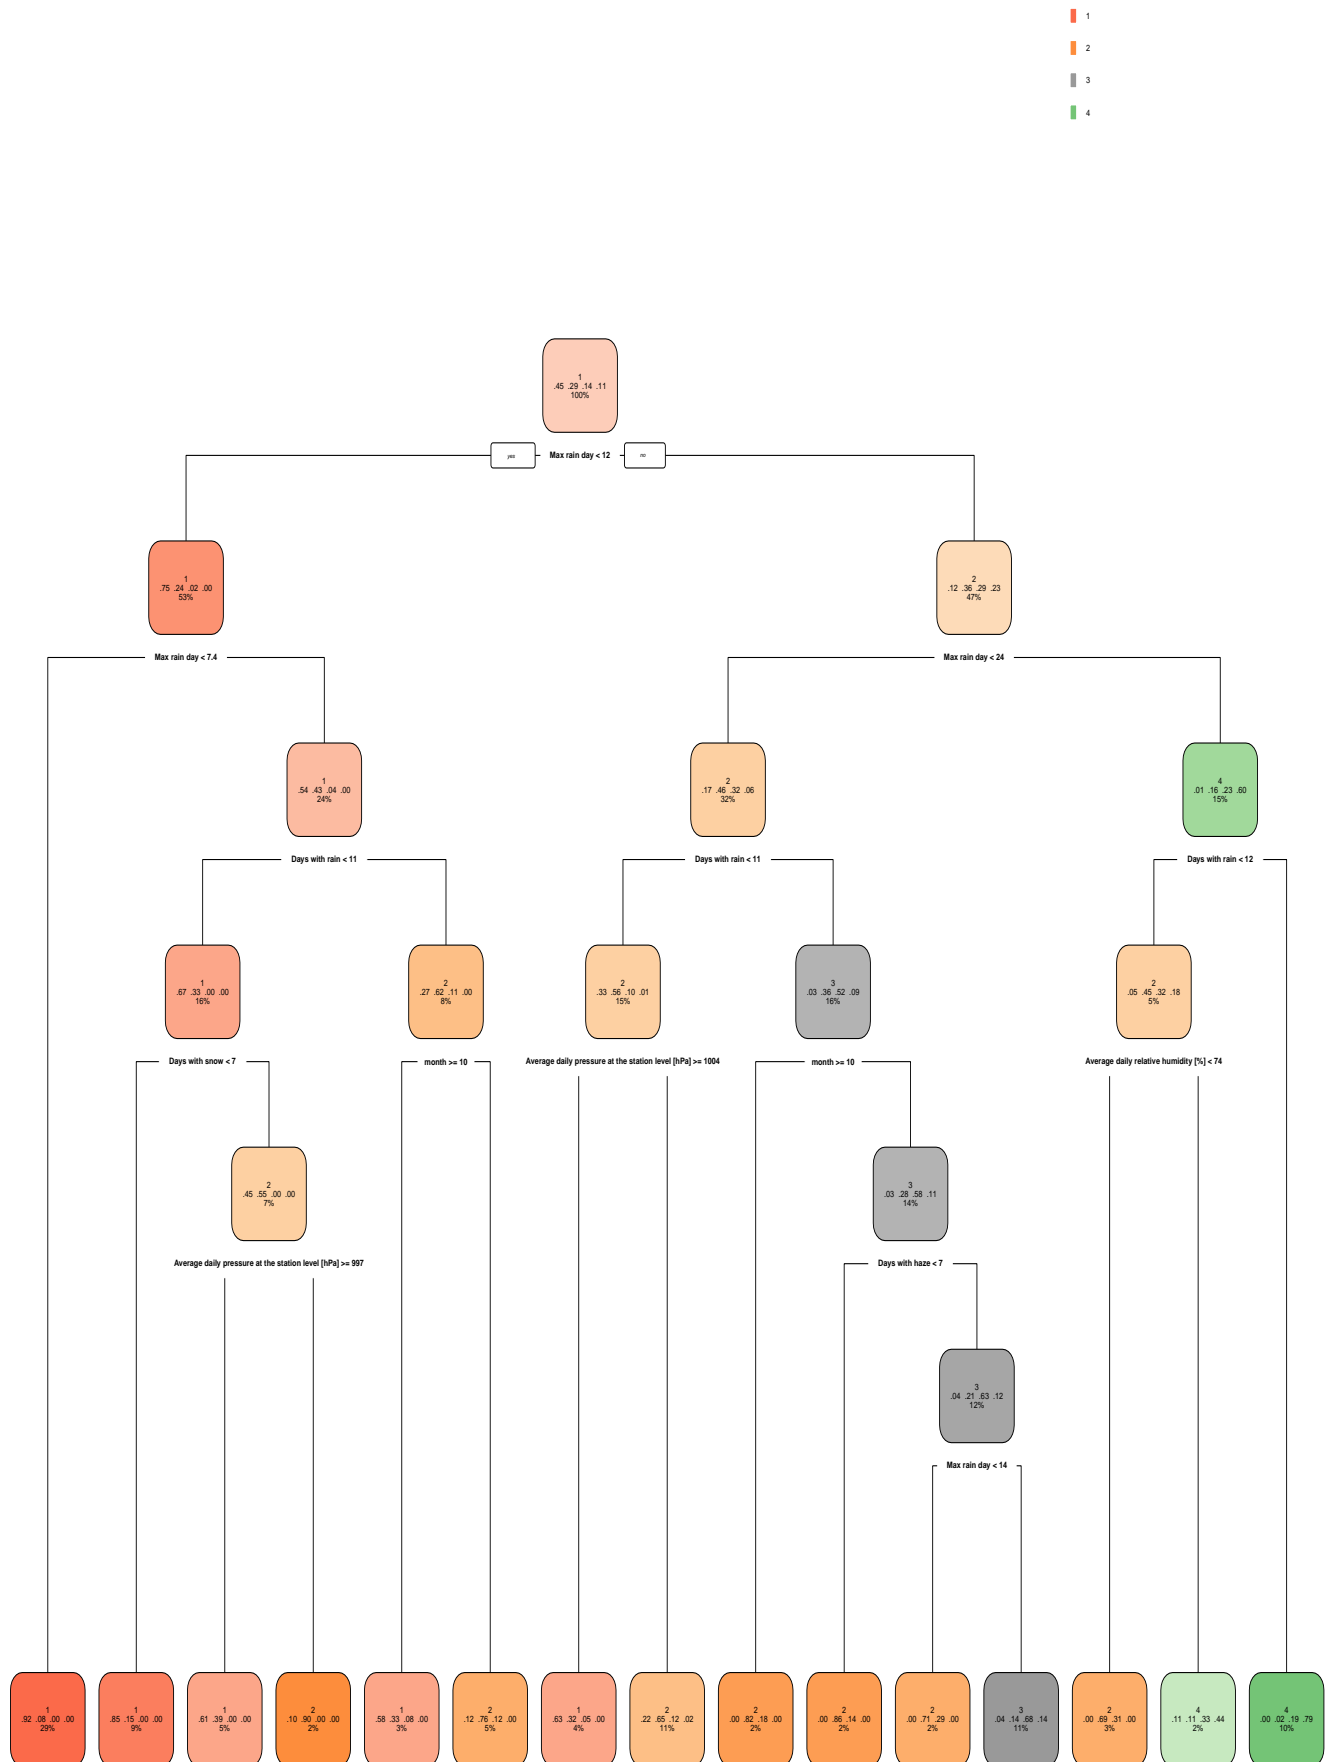 1
2
3
4
1
.45 .29 .14 .11
100%
yes
Max rain day < 12
no
1
.75 .24 .02 .00
53%
2
.12 .36 .29 .23
47%
Max rain day < 7.4
Max rain day < 24
1
.54 .43 .04 .00
24%
2
.17 .46 .32 .06
32%
4
.01 .16 .23 .60
15%
Days with rain < 11
Days with rain < 11
Days with rain < 12
1
.67 .33 .00 .00
16%
2
.27 .62 .11 .00
8%
2
.33 .56 .10 .01
15%
3
.03 .36 .52 .09
16%
2
.05 .45 .32 .18
5%
Days with snow < 7
month >= 10
Average daily pressure at the station level [hPa] >= 1004
month >= 10
Average daily relative humidity [%] < 74
2
.45 .55 .00 .00
7%
3
.03 .28 .58 .11
14%
Average daily pressure at the station level [hPa] >= 997
Days with haze < 7
3
.04 .21 .63 .12
12%
Max rain day < 14
1
.92 .08 .00 .00
29%
1
.85 .15 .00 .00
9%
1
.61 .39 .00 .00
5%
2
.10 .90 .00 .00
2%
1
.58 .33 .08 .00
3%
2
.12 .76 .12 .00
5%
1
.63 .32 .05 .00
4%
2
.22 .65 .12 .02
11%
2
.00 .82 .18 .00
2%
2
.00 .86 .14 .00
2%
2
.00 .71 .29 .00
2%
3
.04 .14 .68 .14
11%
2
.00 .69 .31 .00
3%
4
.11 .11 .33 .44
2%
4
.00 .02 .19 .79
10%